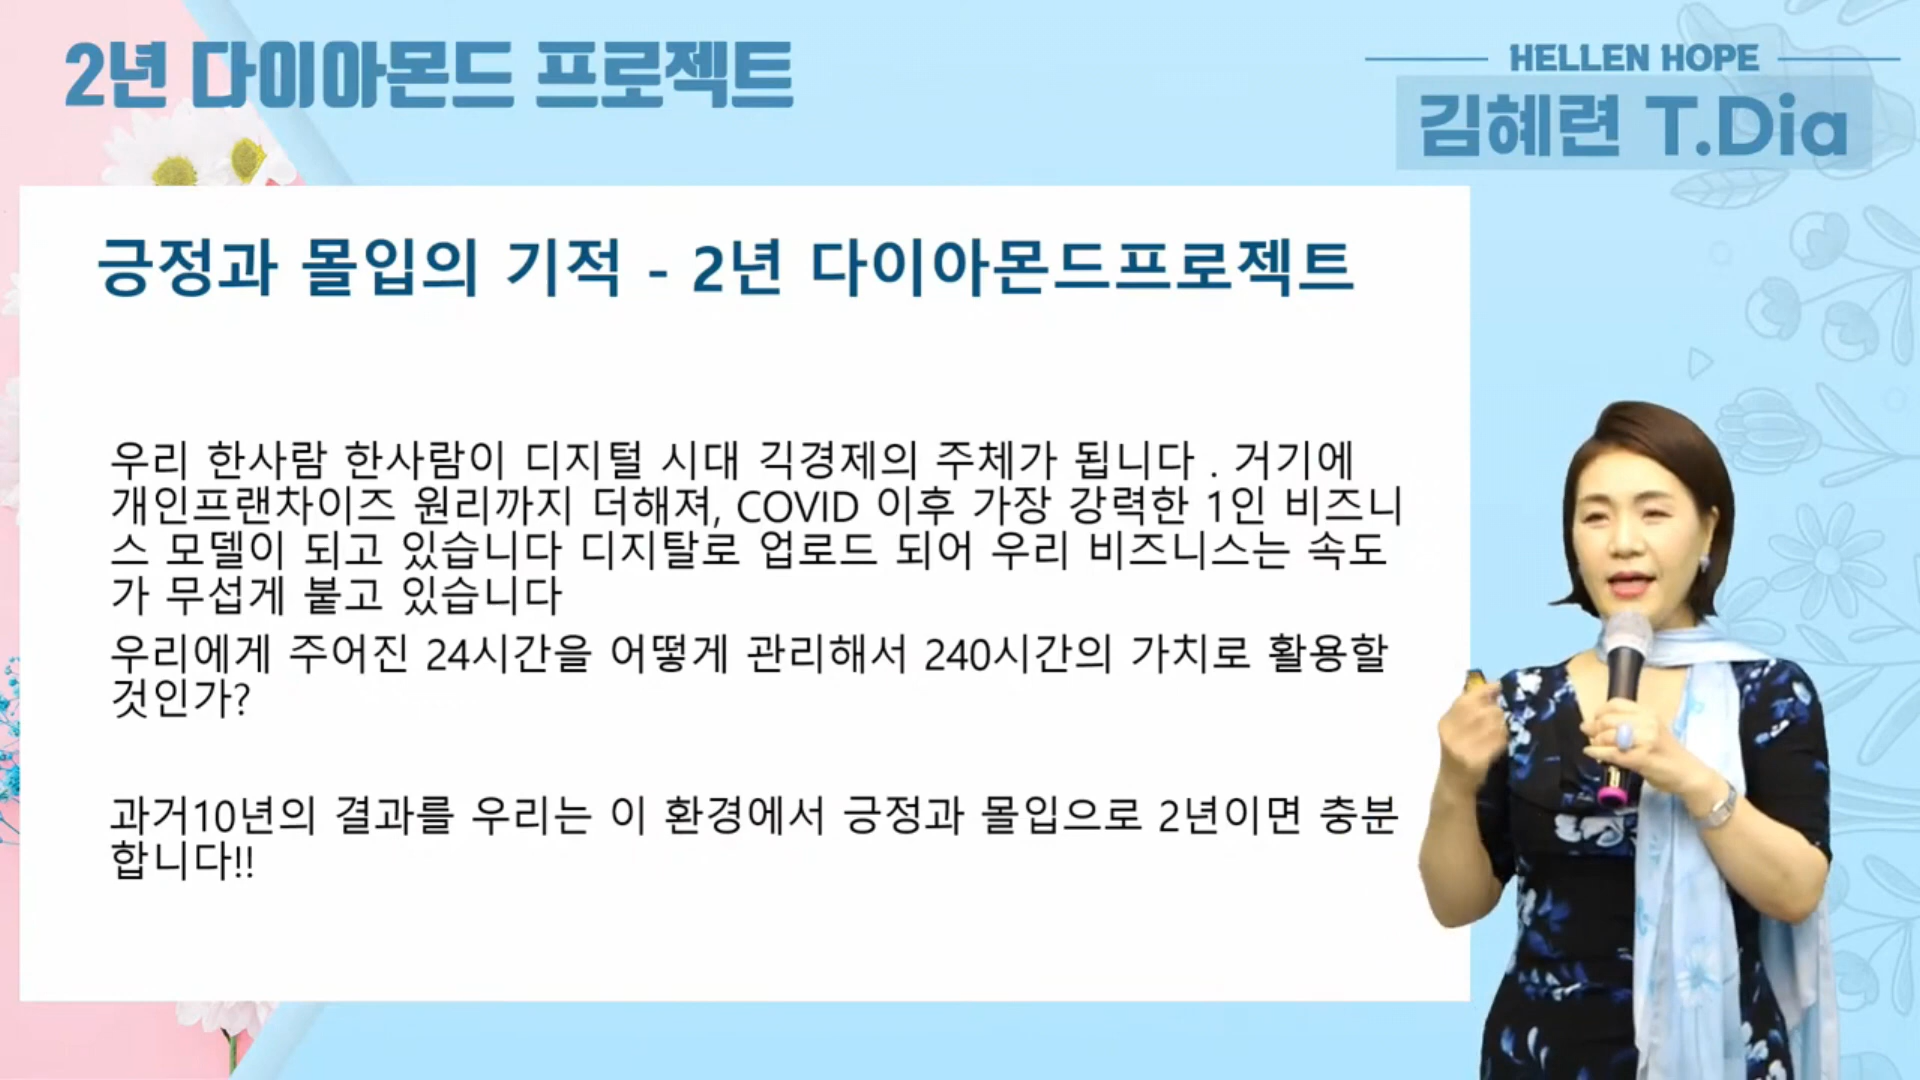 2년 다이아몬드 프로젝트
HELLEN HOPE
김혜련 T.Dia
긍정과 몰입의 기적 - 2년 다이아몬드프로젝트
우리 한사람 한사람이 디지털 시대 긱경제의 주체가 됩니다 . 거기에
개인프랜차이즈 원리까지 더해져, COVID 이후 가장 강력한 1인 비즈니
스 모델이 되고 있습니다 디지탈로 업로드 되어 우리 비즈니스는 속도
가 무섭게 붙고 있습니다
우리에게 주어진 24시간을 어떻게 관리해서 240시간의 가치로 활용할
것인가?
과거10년의 결과를 우리는 이 환경에서 긍정과 몰입으로 2년이면 충분
합니다!!